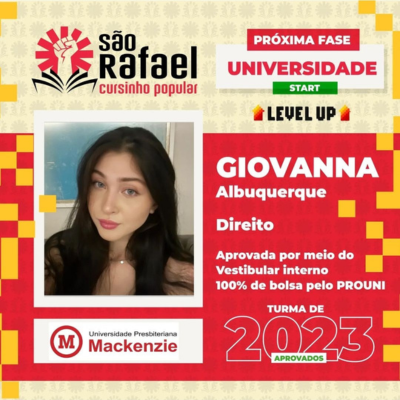 são
Rafael
cursinho popular
PRÓXIMA FASE
UNIVERSIDADE
START
LEVEL UP
GIOVANNA
Albuquerque
Direito
Aprovada por meio do
Vestibular interno
100% de bolsa pelo PROUNI
TURMA DE
2023
APROVADOS
Universidade Presbiteriana
M Mackenzie